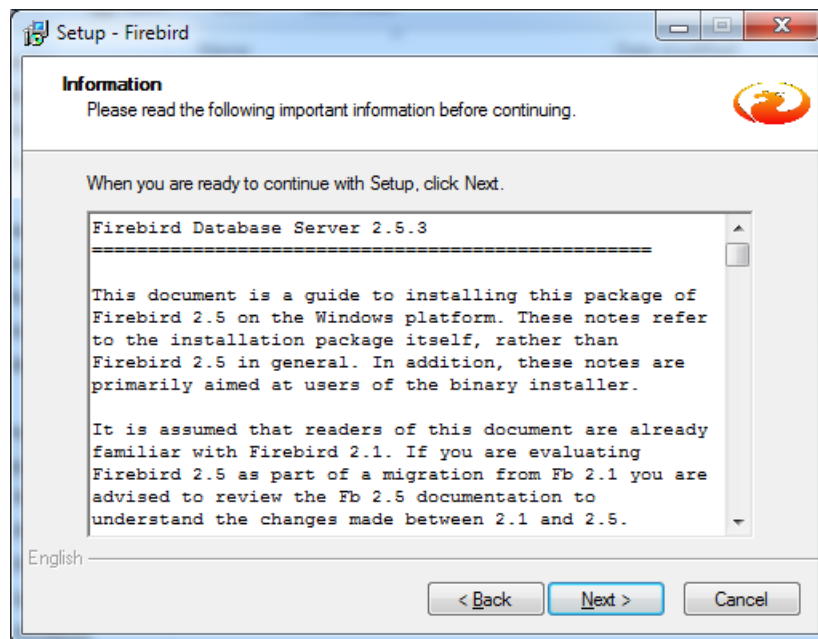 Setup - Firebird
Information
Please read the following important information before continuing.
When you are ready to continue with Setup, click Next.
Firebird Database Server 2.5.3
====================================================
This document is a guide to installing this package of
Firebird 2.5 on the Windows platform. These notes refer
to the installation package itself, rather than
Firebird 2.5 in general. In addition, these notes are
primarily aimed at users of the binary installer.
It is assumed that readers of this document are already
familiar with Firebird 2.1. If you are evaluating
Firebird 2.5 as part of a migration from Fb 2.1 you are
advised to review the Fb 2.5 documentation to
understand the changes made between 2.1 and 2.5.
English
< Back
Next >
Cancel